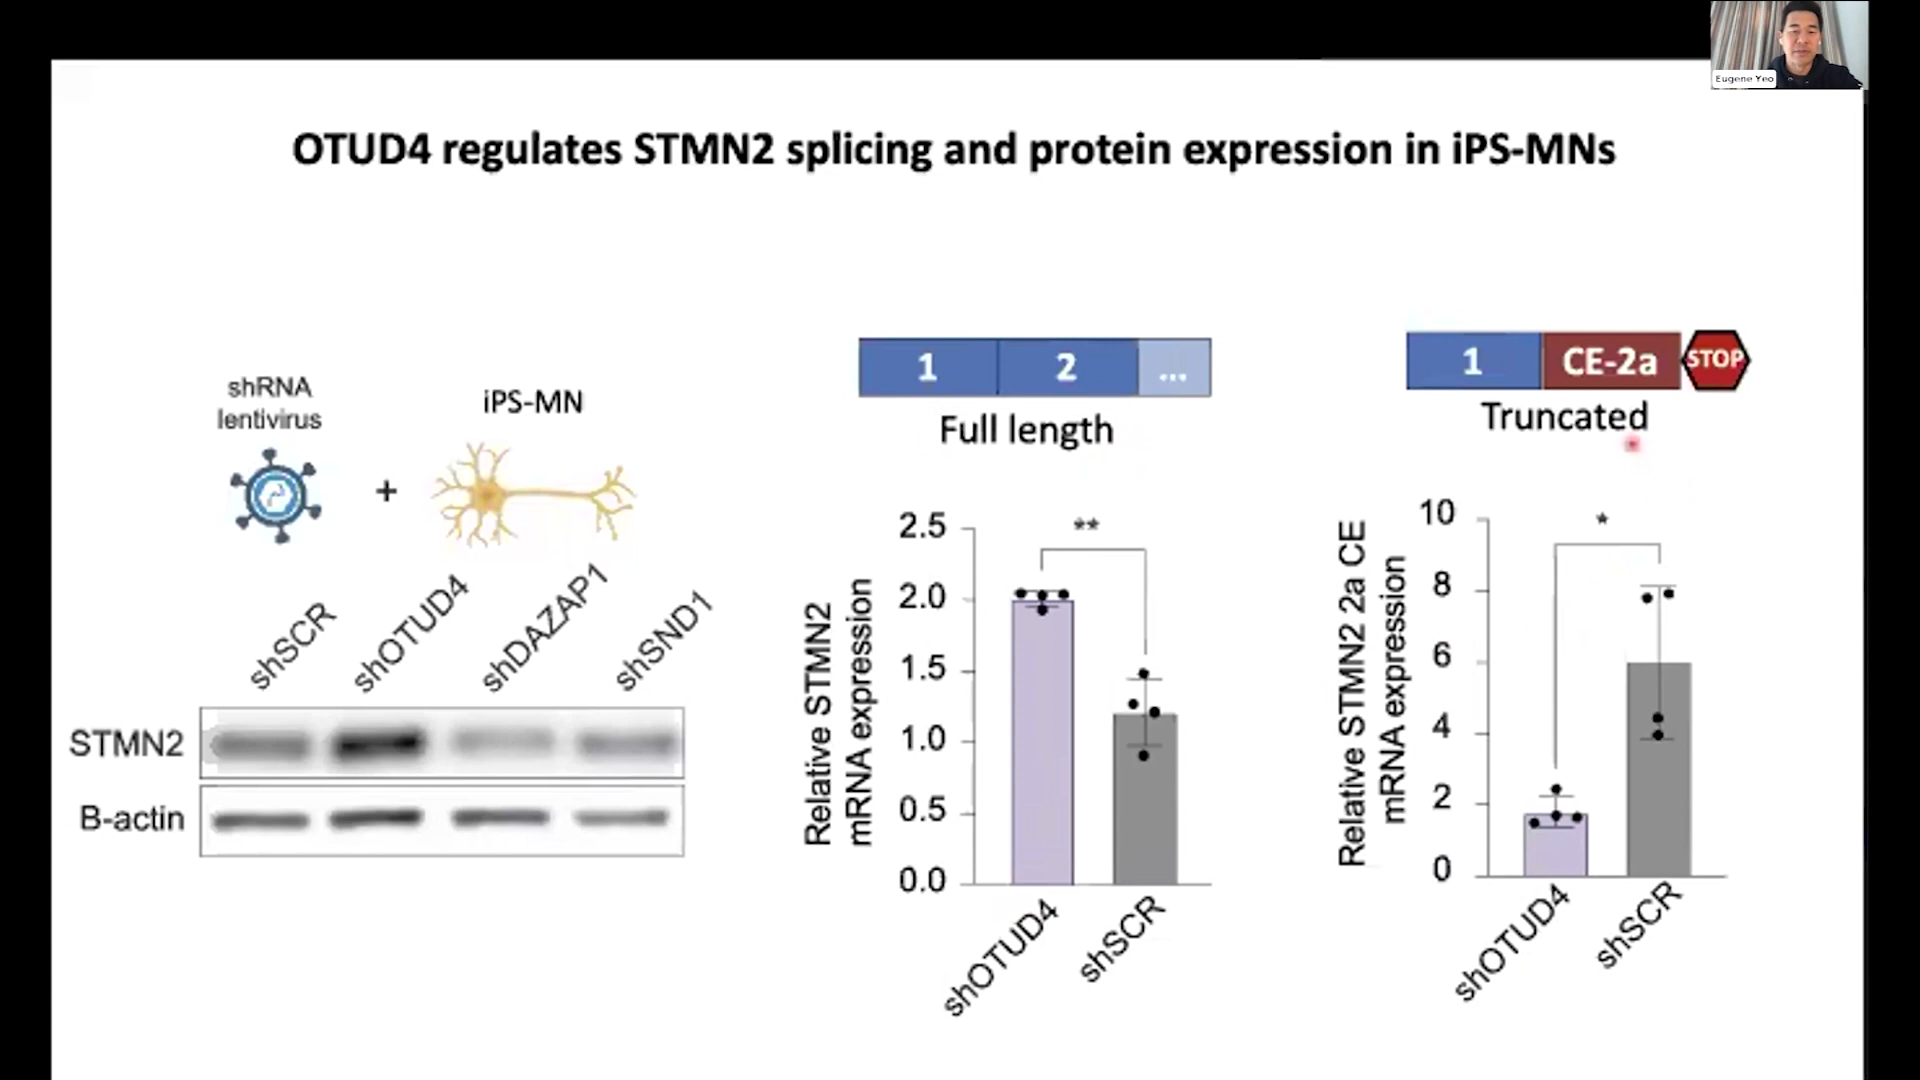 Eugene Yeo
OTUD4 regulates STMN2 splicing and protein expression in iPS-MNs
shRNA
lentivirus
+
iPS-MN
shSCR
shOTUD4
shDAZAP1
shSND1
STMN2
B-actin
1 2 ...
Full length
Relative STMN2
mRNA expression
2.5
2.0
1.5
1.0
0.5
0.0
**
shOTUD4
shSCR
1 CE-2a STOP
Truncated
Relative STMN2 2a CE
mRNA expression
10
8
6
4
2
0
*
shOTUD4
shSCR